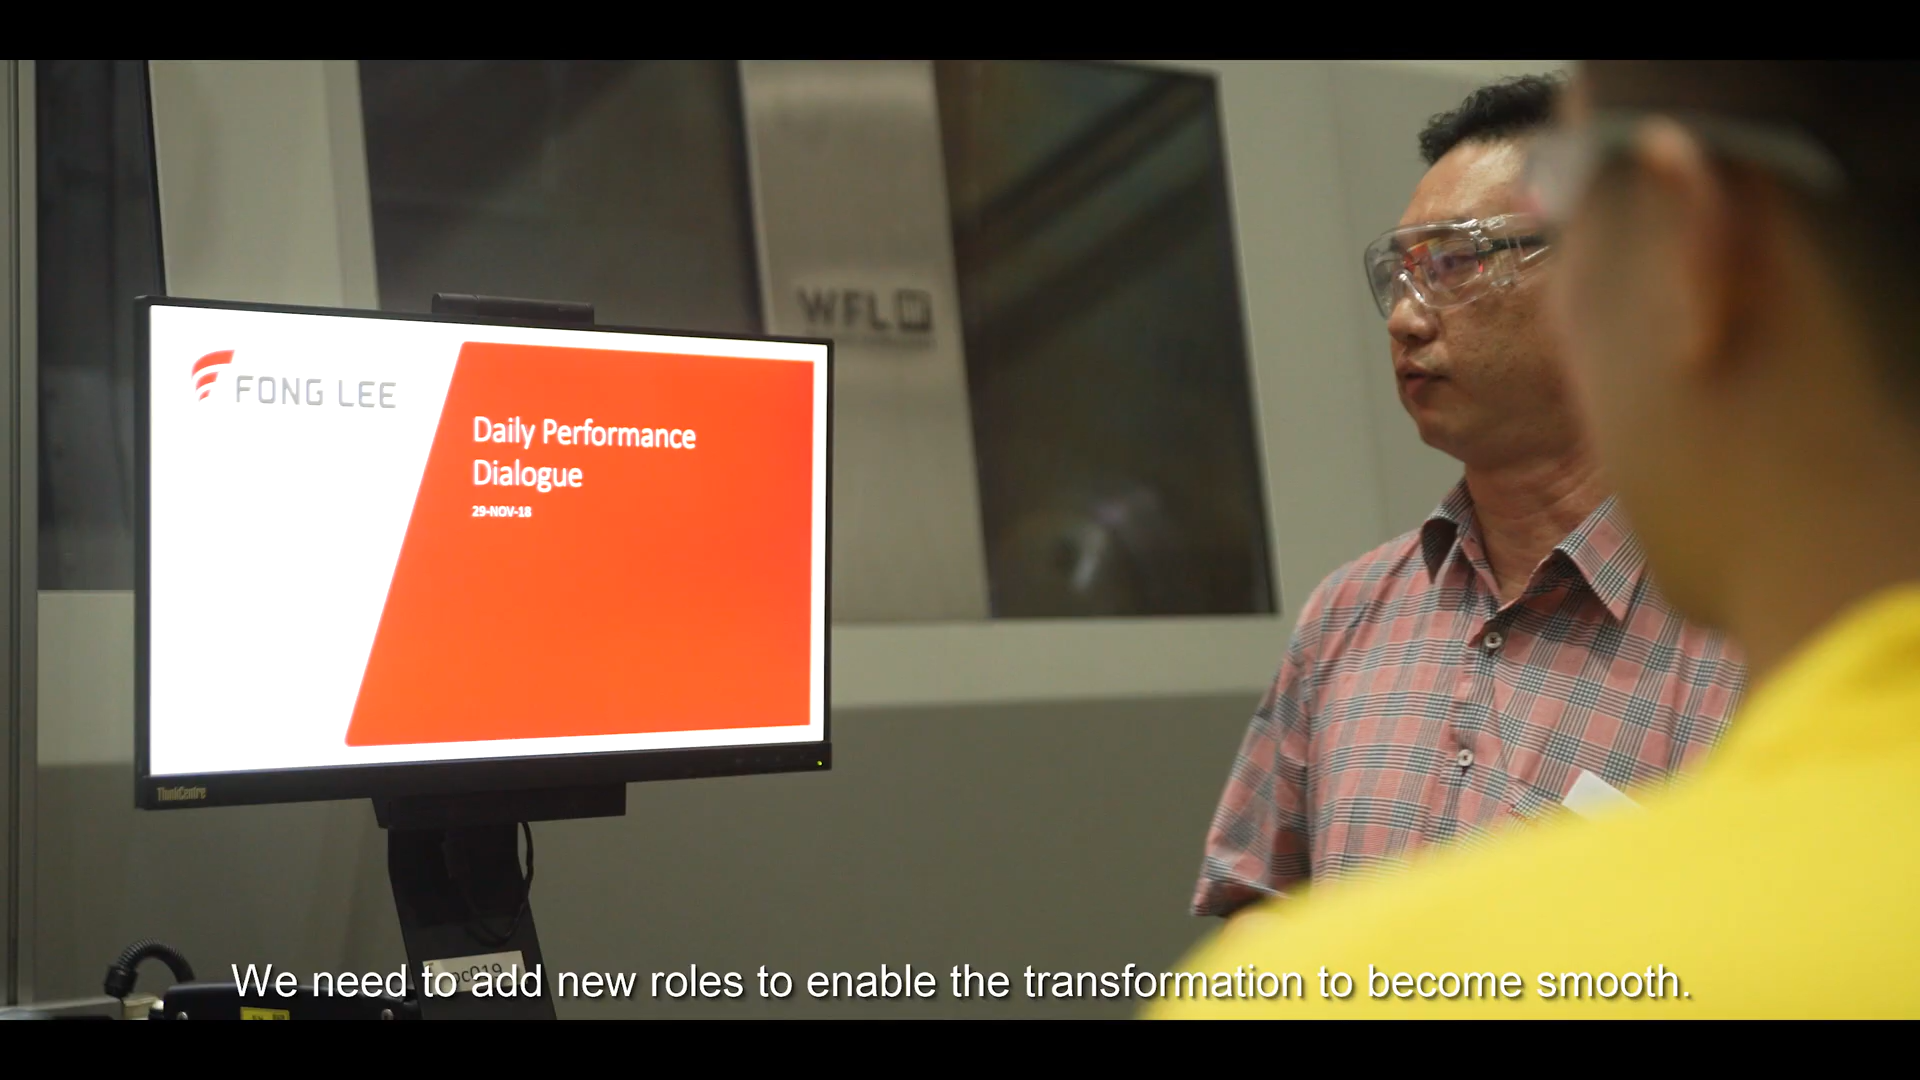 WFL
FONG LEE
Daily Performance
Dialogue
29-NOV-18
ThinkCentre
We need to add new roles to enable the transformation to become smooth.